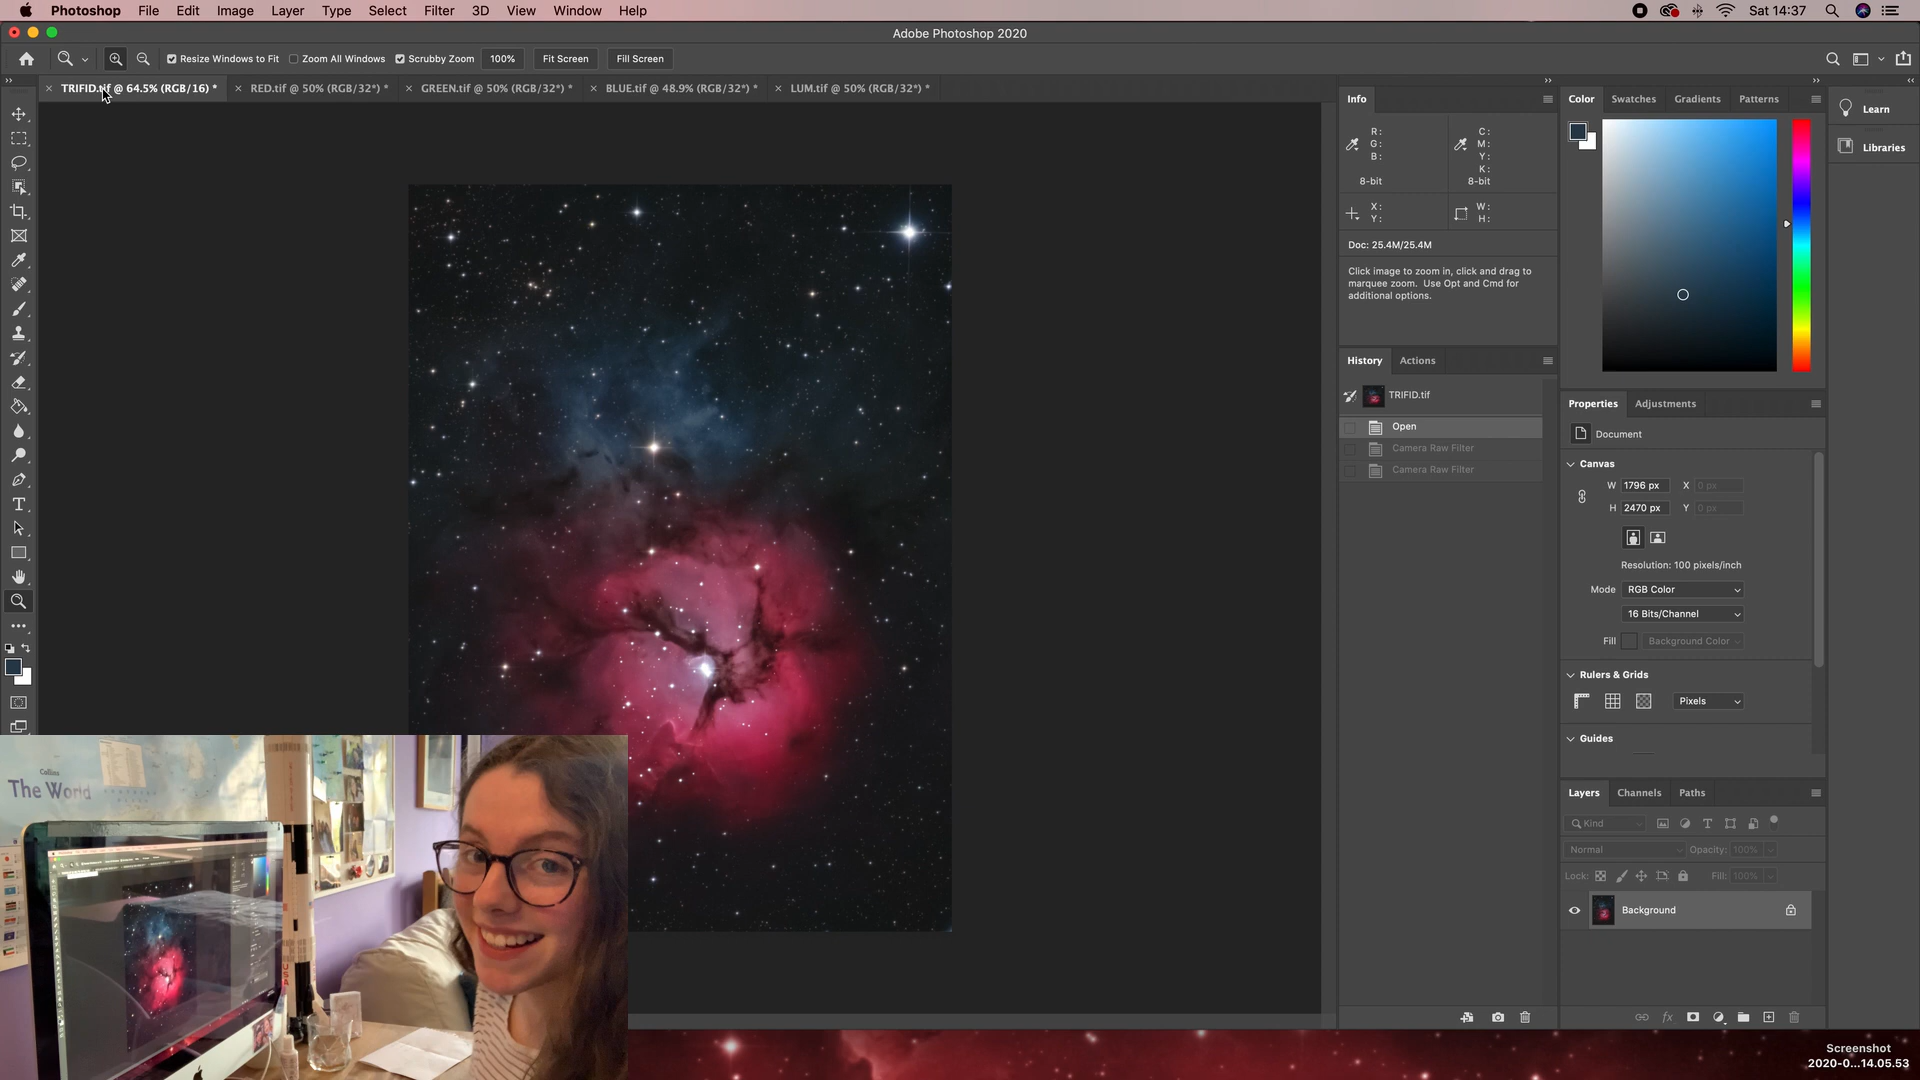 Photoshop File Edit Image Layer Type Select Filter 3D View Window Help Sat 14:37
Adobe Photoshop 2020
Resize Windows to Fit Zoom All Windows Scrubby Zoom 100% Fit Screen Fill Screen
TRIFID.tif @ 64.5% (RGB/16) * RED.tif @ 50% (RGB/32*) * GREEN.tif @ 50% (RGB/32*) * BLUE.tif @ 48.9% (RGB/32*) * LUM.tif @ 50% (RGB/32*) *
Info
R:
G:
B:
8-bit
C:
M:
Y:
K:
8-bit
X:
Y:
W:
H:
Doc: 25.4M/25.4M
Click image to zoom in, click and drag to
marquee zoom. Use Opt and Cmd for
additional options.
History Actions
TRIFID.tif
Open
Camera Raw Filter
Camera Raw Filter
Color Swatches Gradients Patterns
Learn
Libraries
Properties Adjustments
Document
Canvas
W 1796 px X 0 px
H 2470 px Y 0 px
Resolution: 100 pixels/inch
Mode RGB Color
16 Bits/Channel
Fill Background Color
Rulers & Grids
Pixels
Guides
Layers Channels Paths
Kind
Normal Opacity: 100%
Lock: Fill: 100%
Background
Collins
The World
USA
Screenshot
2020-0...14.05.53